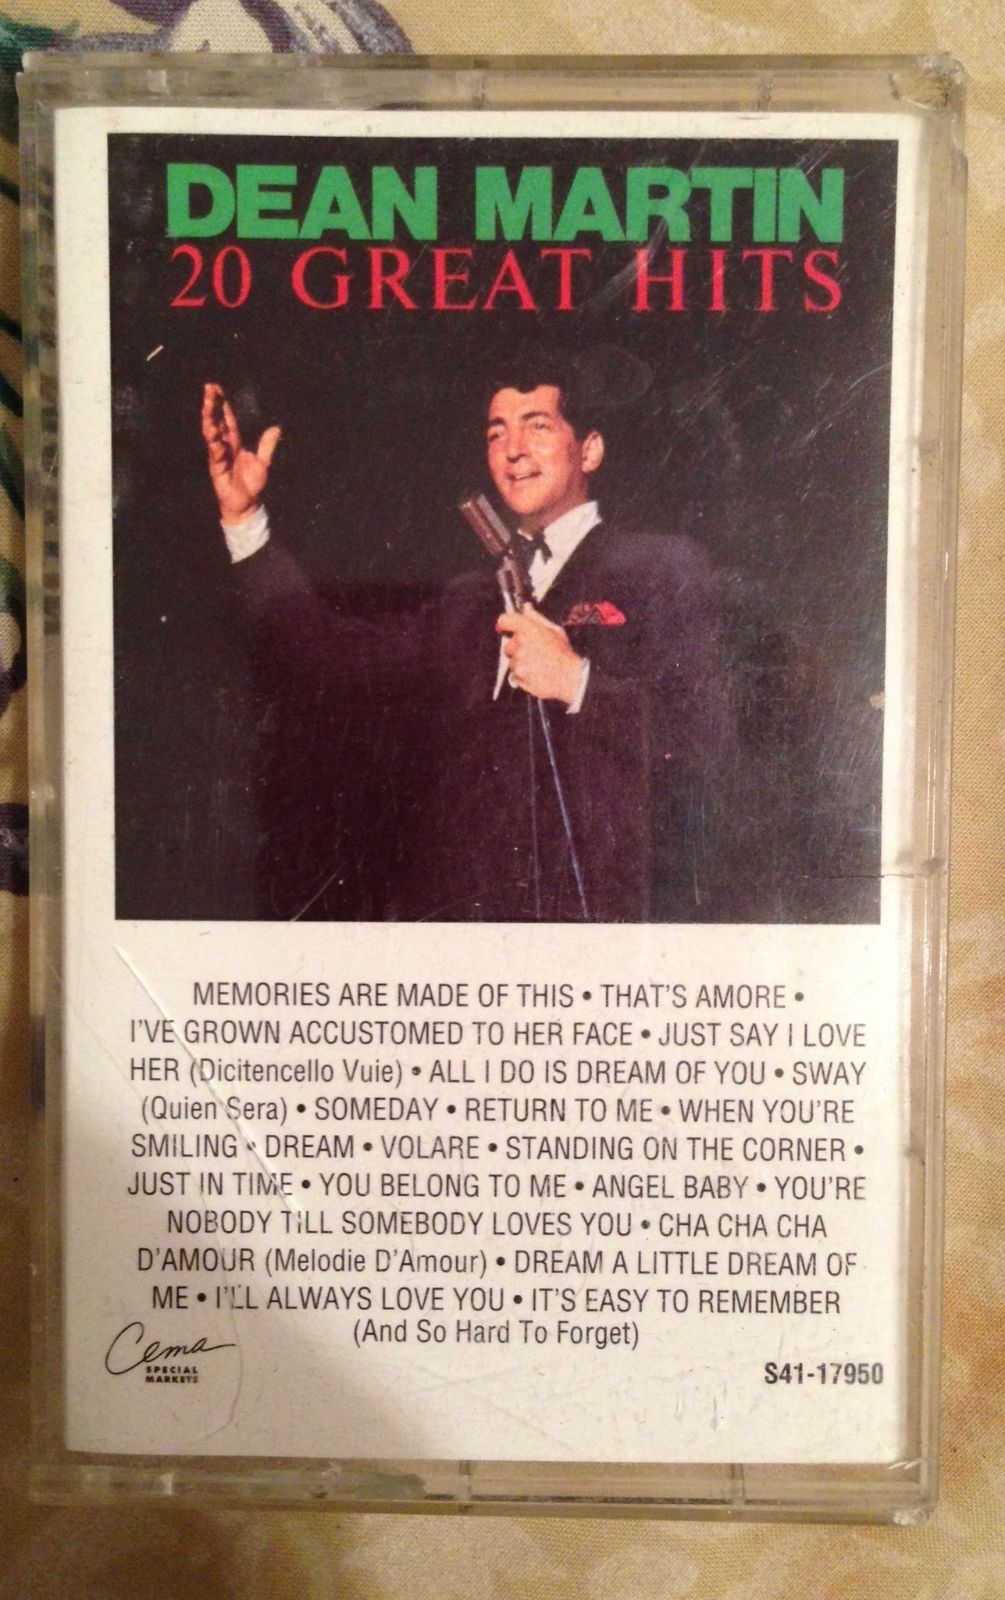 DEAN MARTIN
20 GREAT HITS
MEMORIES ARE MADE OF THIS • THAT'S AMORE •
I'VE GROWN ACCUSTOMED TO HER FACE • JUST SAY I LOVE
HER (Dicitencello Vuie) • ALL I DO IS DREAM OF YOU • SWAY
(Quien Sera) • SOMEDAY • RETURN TO ME • WHEN YOU'RE
SMILING • DREAM • VOLARE • STANDING ON THE CORNER •
JUST IN TIME • YOU BELONG TO ME • ANGEL BABY • YOU'RE
NOBODY TILL SOMEBODY LOVES YOU • CHA CHA CHA
D'AMOUR (Melodie D'Amour) • DREAM A LITTLE DREAM OF
ME • I'LL ALWAYS LOVE YOU • IT'S EASY TO REMEMBER
(And So Hard To Forget)
Cema
SPECIAL
MARKETS
S41-17950